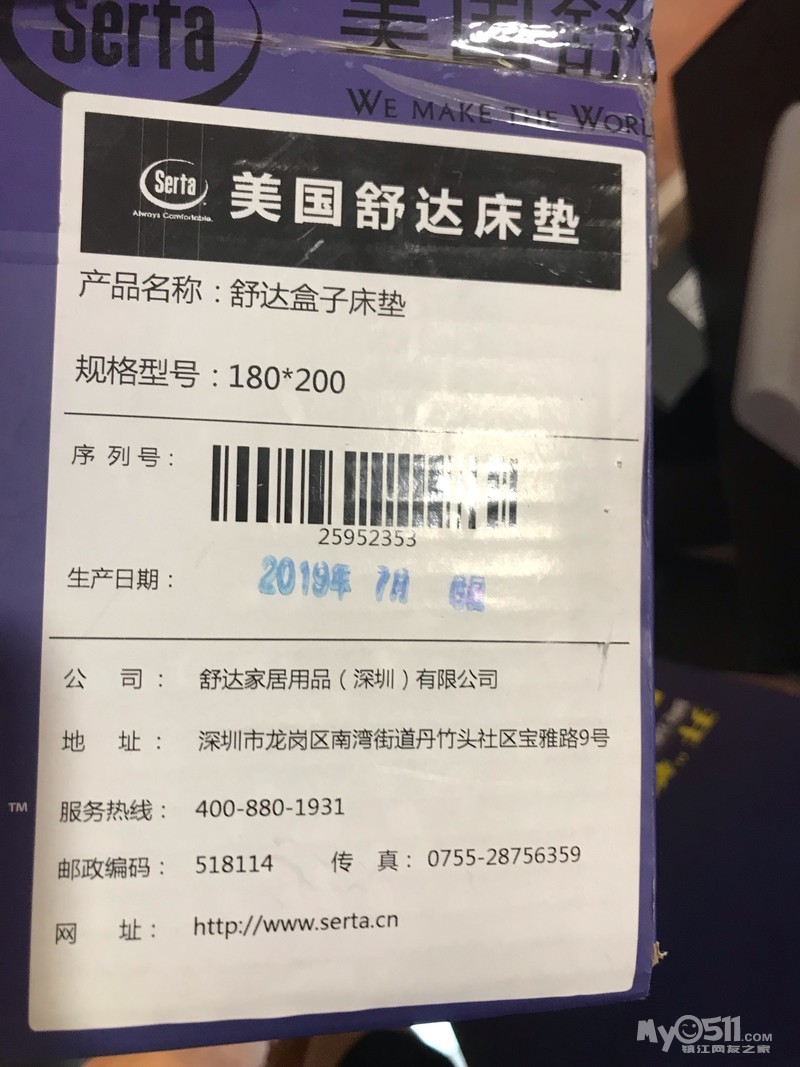 Serta
美国舒
WE MAKE THE WORL
Serta
Always Comfortable.
美国舒达床垫
产品名称：舒达盒子床垫
规格型号：180*200
序列号：
25952353
生产日期：2019年 7月
公 司：舒达家居用品（深圳）有限公司
地 址：深圳市龙岗区南湾街道丹竹头社区宝雅路9号
服务热线：400-880-1931
邮政编码：518114 传 真：0755-28756359
网 址：http://www.serta.cn
TM
My0511.COM
镇江网友之家